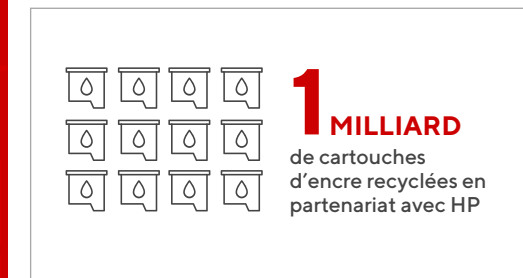 1 MILLIARD
de cartouches
d'encre recyclées en
partenariat avec HP